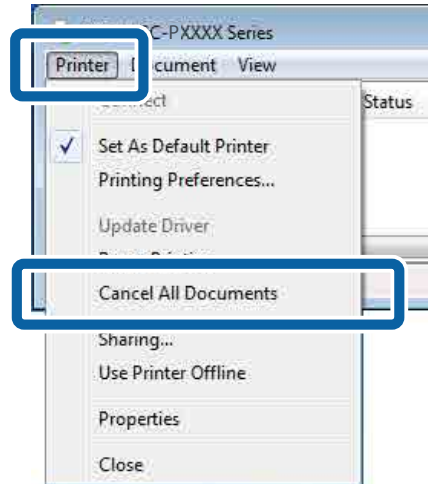 C-PXXXX Series
Printer Document View
Status
Set As Default Printer
Printing Preferences...
Update Driver
Cancel All Documents
Sharing...
Use Printer Offline
Properties
Close